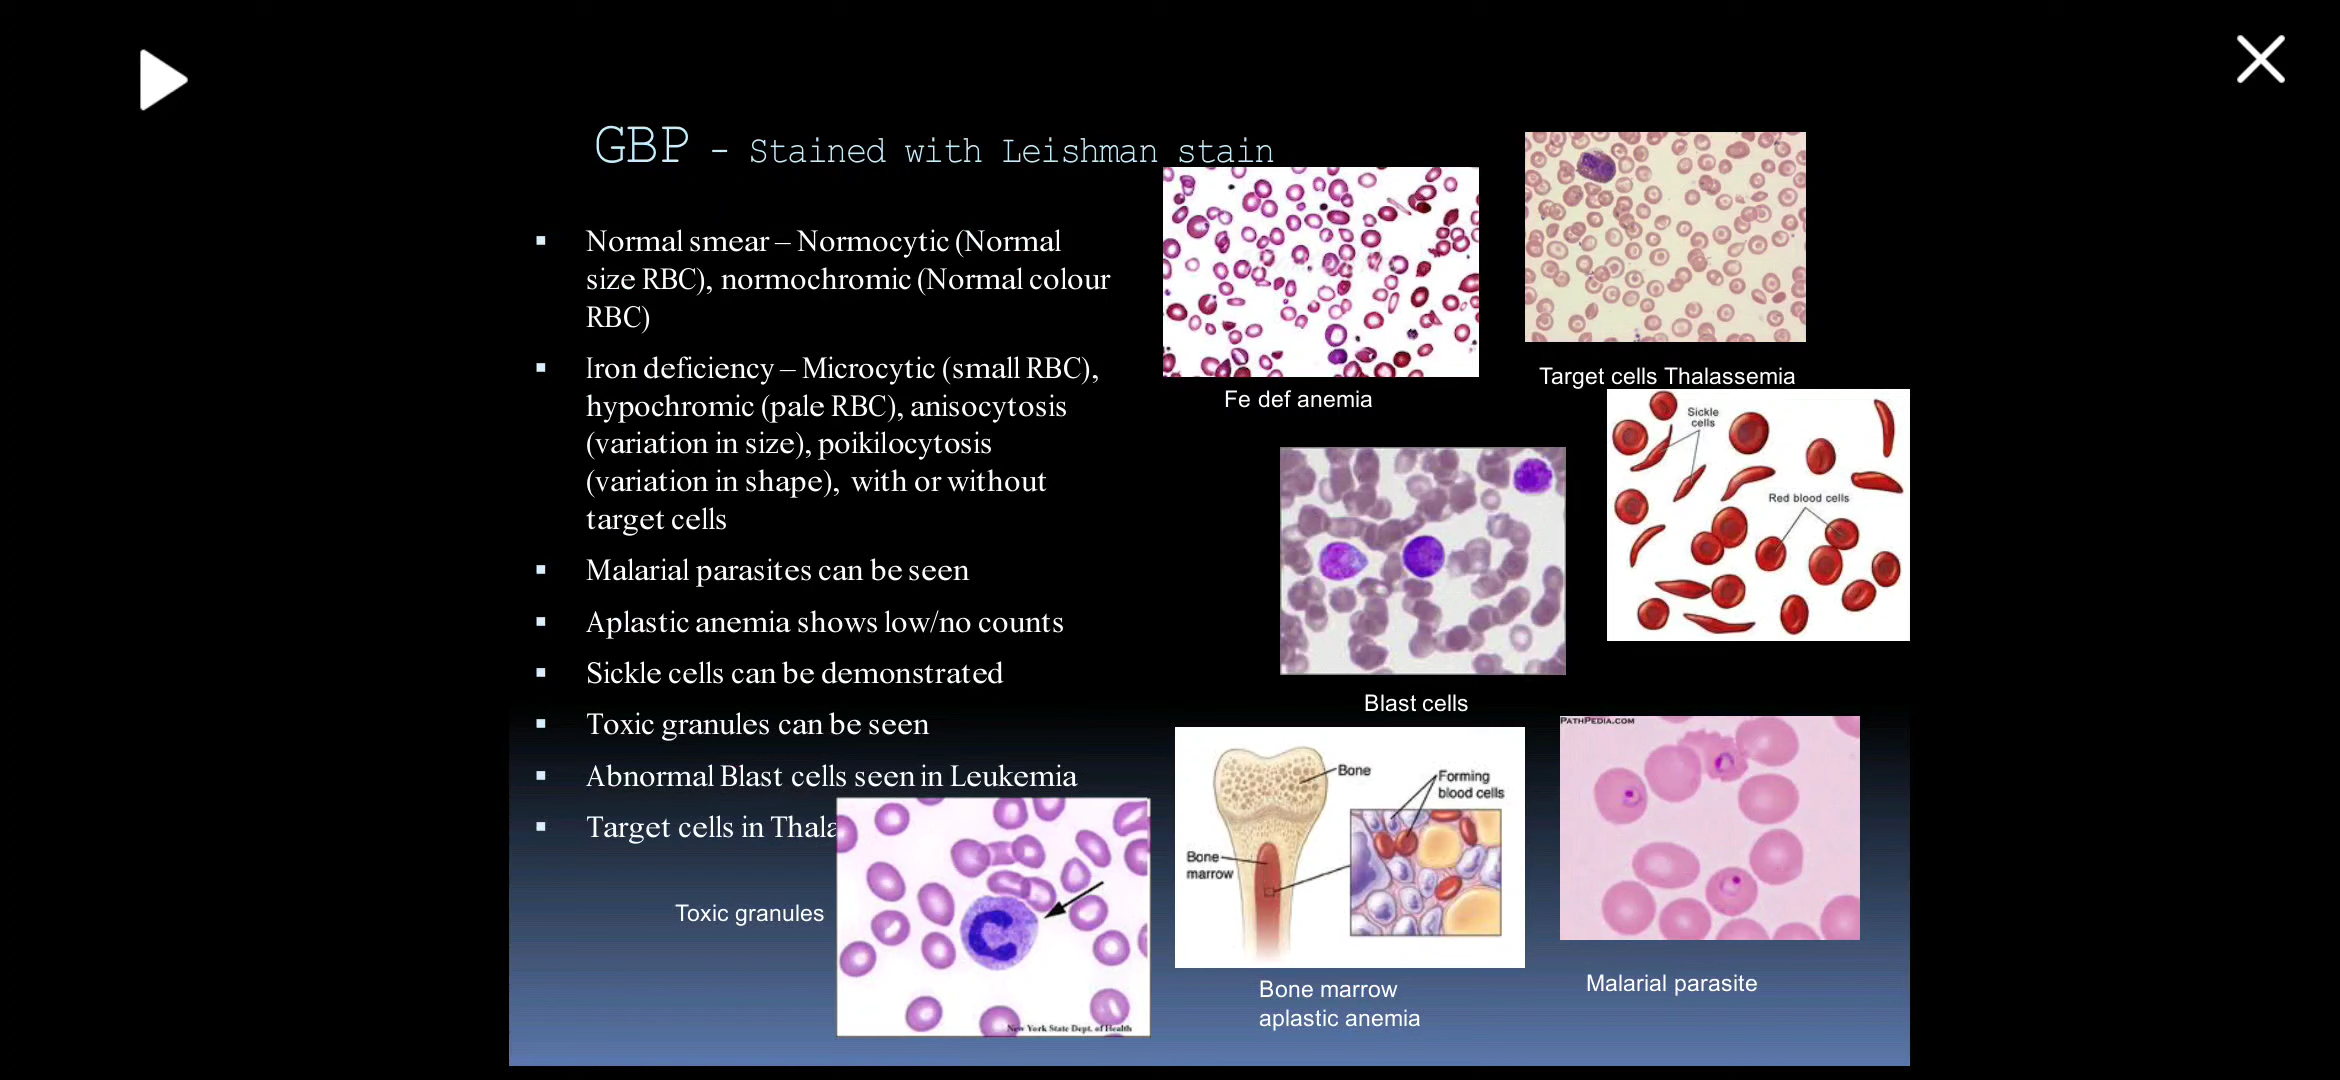 GBP – Stained with Leishman stain
Normal smear – Normocytic (Normal
size RBC), normochromic (Normal colour
RBC)
Iron deficiency – Microcytic (small RBC),
hypochromic (pale RBC), anisocytosis
(variation in size), poikilocytosis
(variation in shape), with or without
target cells
Malarial parasites can be seen
Aplastic anemia shows low/no counts
Sickle cells can be demonstrated
Toxic granules can be seen
Abnormal Blast cells seen in Leukemia
Target cells in Thala
Toxic granules
New York State Dept. of Health
Fe def anemia
Target cells Thalassemia
Sickle
cells
Red blood cells
Blast cells
Bone
Forming
blood cells
Bone
marrow
Bone marrow
aplastic anemia
PATHPEDIA.COM
Malarial parasite